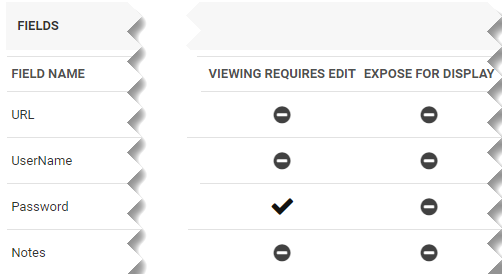 FIELDS
FIELD NAME VIEWING REQUIRES EDIT EXPOSE FOR DISPLAY
URL
UserName
Password
Notes